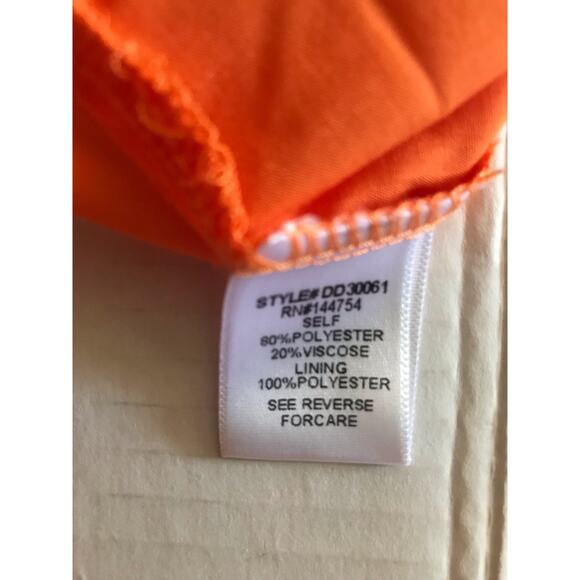 STYLE# DD30061
RN#144754
SELF
80%POLYESTER
20%VISCOSE
LINING
100%POLYESTER
SEE REVERSE
FORCARE